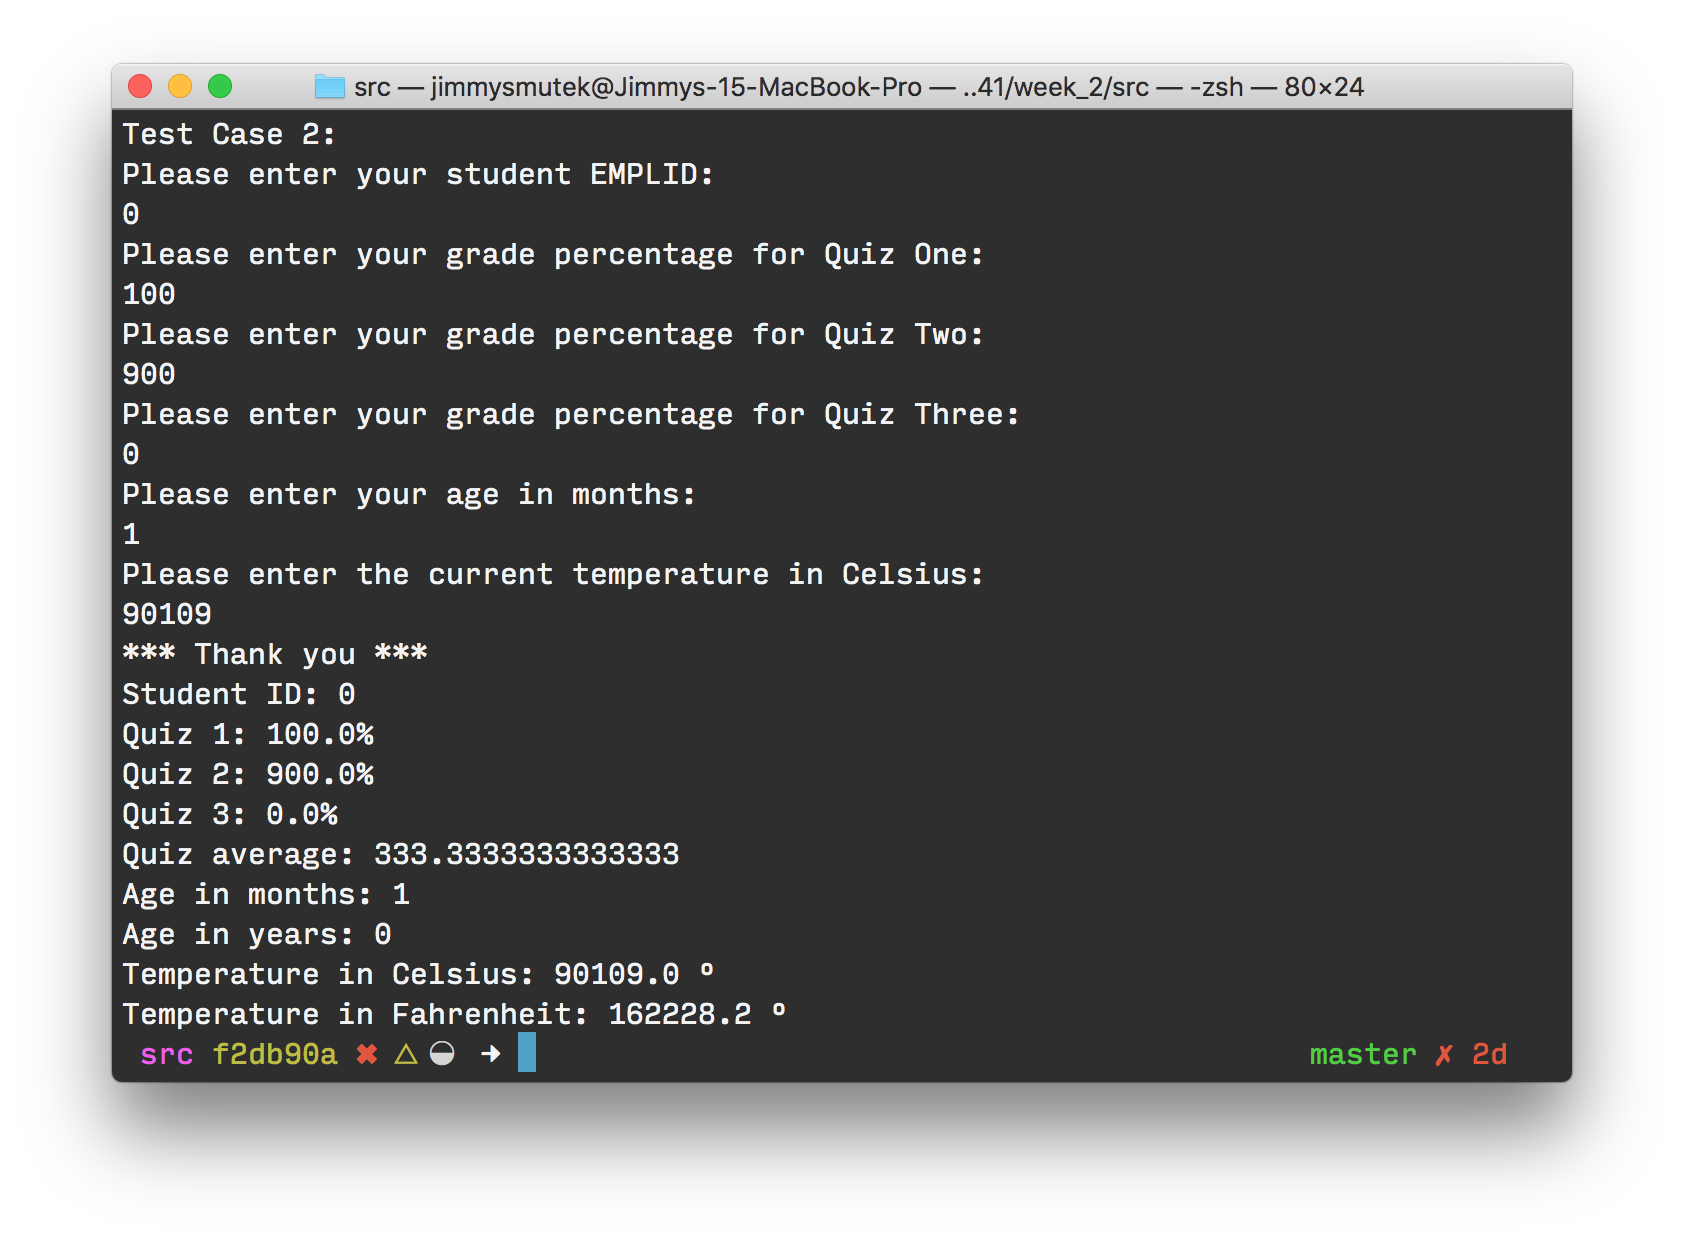 src — jimmysmutek@Jimmys-15-MacBook-Pro — ..41/week_2/src — -zsh — 80×24
Test Case 2:
Please enter your student EMPLID:
0
Please enter your grade percentage for Quiz One:
100
Please enter your grade percentage for Quiz Two:
900
Please enter your grade percentage for Quiz Three:
0
Please enter your age in months:
1
Please enter the current temperature in Celsius:
90109
*** Thank you ***
Student ID: 0
Quiz 1: 100.0%
Quiz 2: 900.0%
Quiz 3: 0.0%
Quiz average: 333.3333333333333
Age in months: 1
Age in years: 0
Temperature in Celsius: 90109.0 º
Temperature in Fahrenheit: 162228.2 º
src f2db90a ✖ △ ◒ ➜ master ✗ 2d